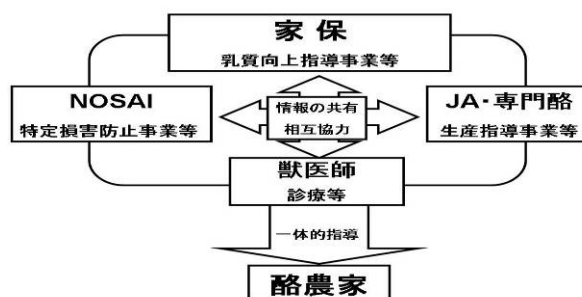 家保
乳質向上指導事業等
NOSAI
特定損害防止事業等
情報の共有
相互協力
JA・専門酪
生産指導事業等
獣医師
診療等
一体的指導
酪農家